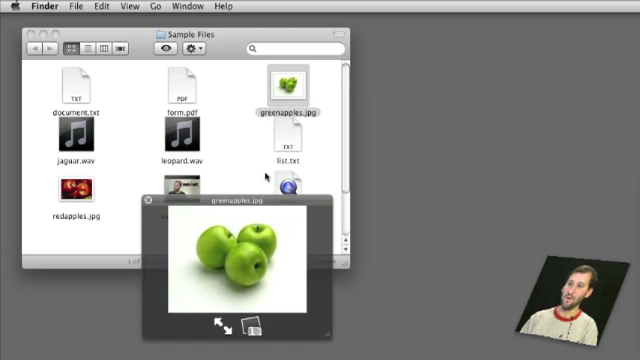 Finder File Edit View Go Window Help
Sample Files
TXT PDF
document.txt form.pdf greenapples.jpg
TXT
jaguar.wav leopard.wav list.txt
redapples.jpg
greenapples.jpg